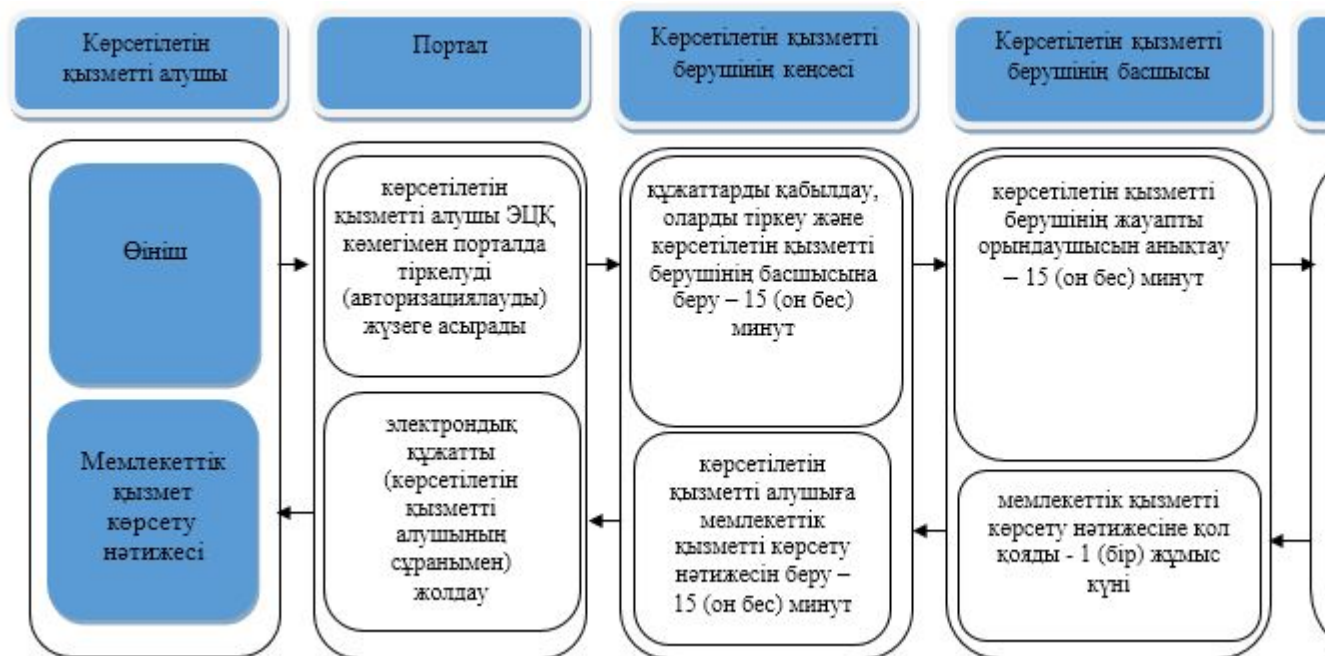 Көрсетілетін
қызметті алушы
Портал
Көрсетілетін қызметті
берушінің кеңсесі
Көрсетілетін қызметті
берушінің басшысы
Өініш
көрсетілетін
қызметті алушы ЭЦҚ
көмегімен порталда
тіркелуді
(авторизациялауды)
жүзеге асырады
құжаттарды қабылдау,
оларды тіркеу және
көрсетілетін қызметті
берушінің басшысына
беру – 15 (он бес)
минут
көрсетілетін қызметті
берушінің жауапты
орындаушысын анықтау
– 15 (он бес) минут
Мемлекеттік
қызмет
көрсету
нәтижесі
электрондық
құжатты
(көрсетілетін
қызметті
алушының
сұранымен)
жолдау
көрсетілетін
қызметті алушыға
мемлекеттік
қызметті көрсету
нәтижесін беру –
15 (он бес) минут
мемлекеттік қызметті
көрсету нәтижесіне қол
қояды - 1 (бір) жұмыс
күні